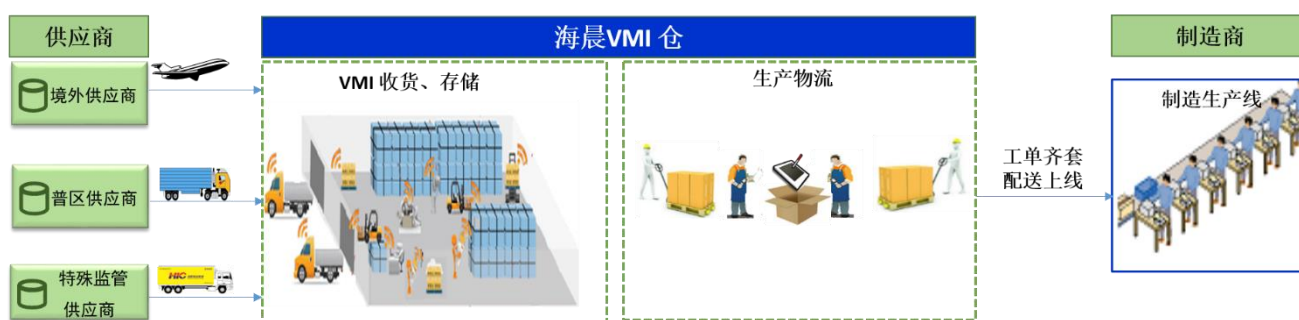 供应商
海晨VMI 仓
制造商
境外供应商
VMI 收货、存储
生产物流
制造生产线
普区供应商
工单齐套
配送上线
HIC
特殊监管
供应商